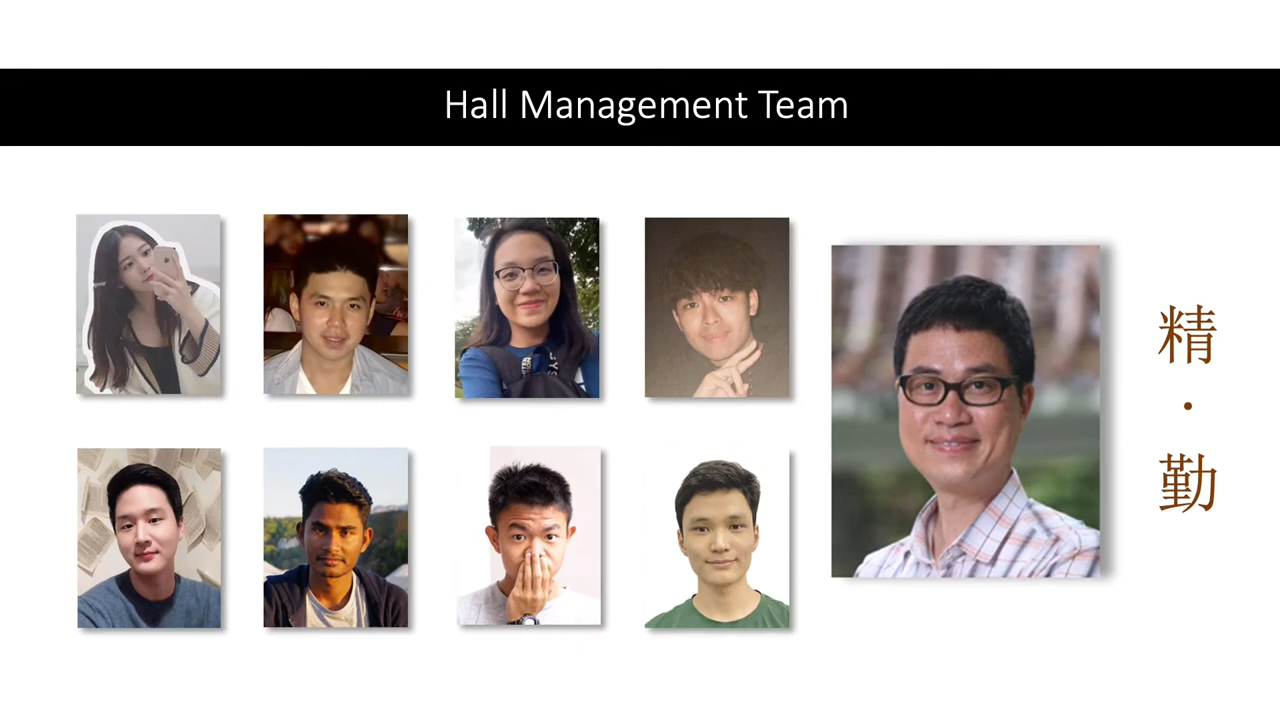 Hall Management Team
精
·
勤